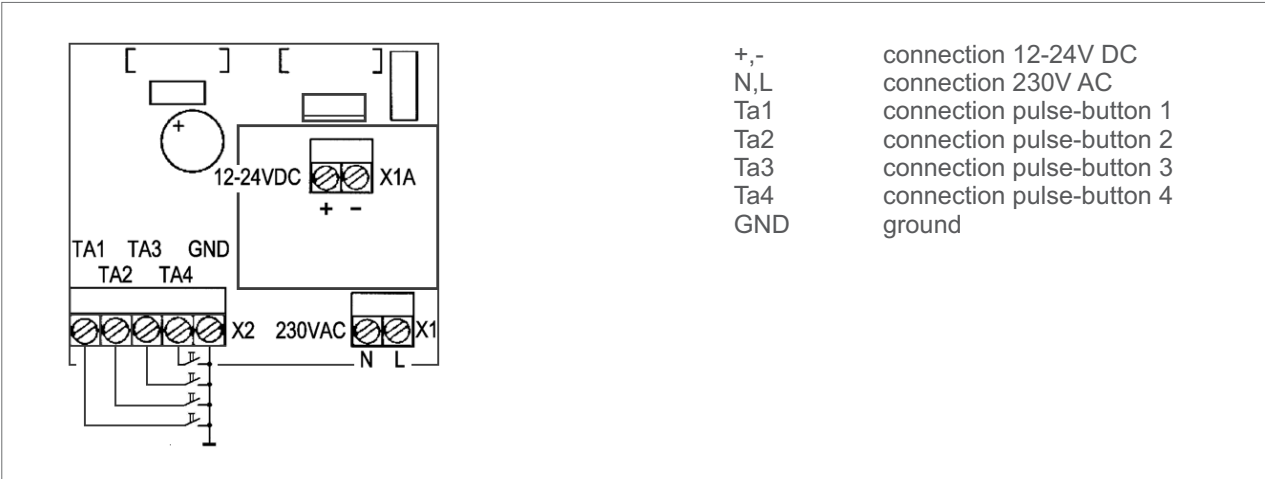 +
12-24VDC X1A
+ -
TA1 TA3 GND
TA2 TA4
X2 230VAC X1
N L
+,- connection 12-24V DC
N,L connection 230V AC
Ta1 connection pulse-button 1
Ta2 connection pulse-button 2
Ta3 connection pulse-button 3
Ta4 connection pulse-button 4
GND ground